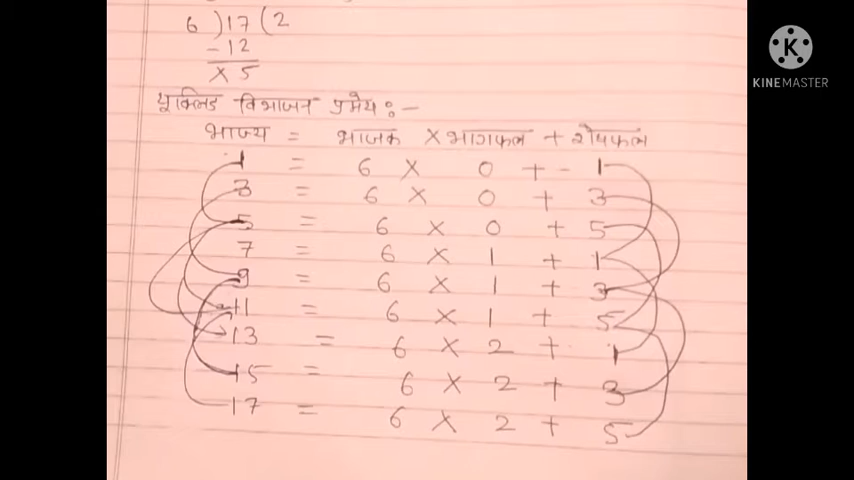 6 ) 17 ( 2
- 12
x 5
K
KINEMASTER
यूक्लिड विभाजन प्रमेय :-
भाज्य = भाजक × भागफल + शेषफल
1 = 6 × 0 + 1
3 = 6 × 0 + 3
5 = 6 × 0 + 5
7 = 6 × 1 + 1
9 = 6 × 1 + 3
11 = 6 × 1 + 5
13 = 6 × 2 + 1
15 = 6 × 2 + 3
17 = 6 × 2 + 5